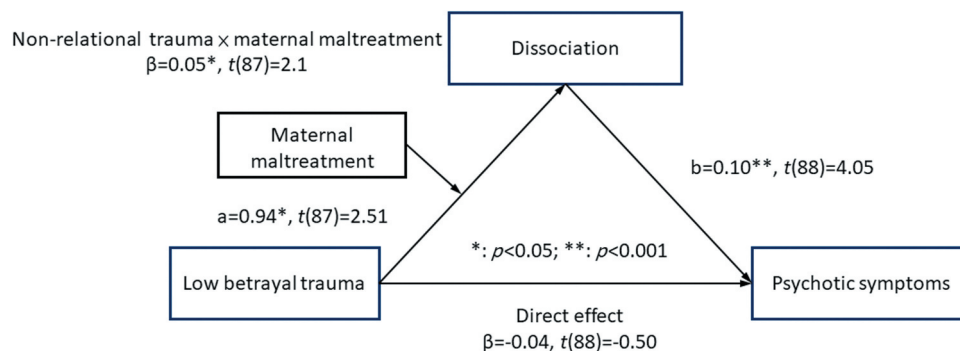 Non-relational trauma × maternal maltreatment
β=0.05*, t(87)=2.1
Dissociation
Maternal
maltreatment
b=0.10**, t(88)=4.05
a=0.94*, t(87)=2.51
*: p<0.05; **: p<0.001
Low betrayal trauma
Psychotic symptoms
Direct effect
β=-0.04, t(88)=-0.50